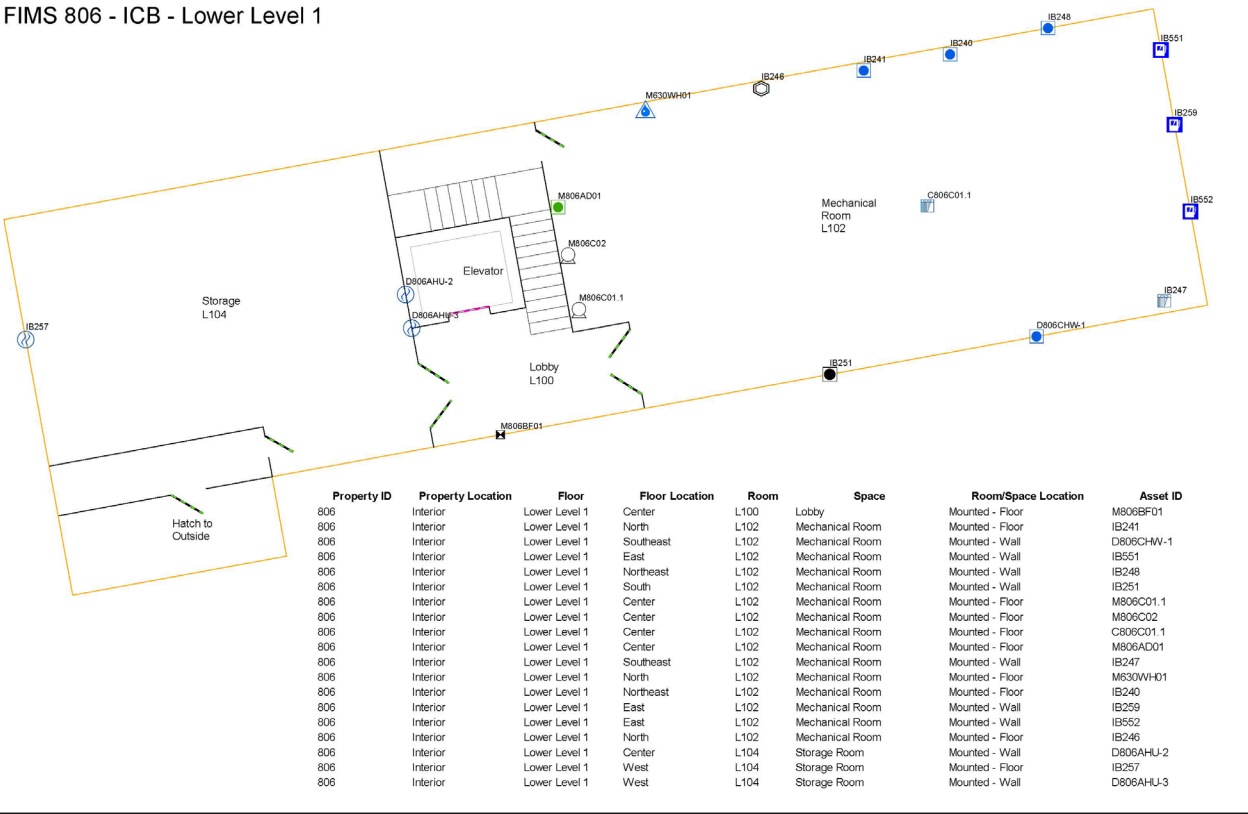 FIMS 806 - ICB - Lower Level 1
IB248
IB551
IB240
IB241
IB246
M630WH01
IB259
M806AD01
C806C01.1
Mechanical
Room
L102
IB552
M806C02
Elevator
D806AHU-2
Storage
L104
M806C01.1
IB247
D806AHU-3
IB257
D806CHW-1
Lobby
L100
IB251
M806BF01
Hatch to
Outside
Property ID Property Location Floor Floor Location Room Space Room/Space Location Asset ID
806 Interior Lower Level 1 Center L100 Lobby Mounted - Floor M806BF01
806 Interior Lower Level 1 North L102 Mechanical Room Mounted - Floor IB241
806 Interior Lower Level 1 Southeast L102 Mechanical Room Mounted - Wall D806CHW-1
806 Interior Lower Level 1 East L102 Mechanical Room Mounted - Wall IB551
806 Interior Lower Level 1 Northeast L102 Mechanical Room Mounted - Wall IB248
806 Interior Lower Level 1 South L102 Mechanical Room Mounted - Wall IB251
806 Interior Lower Level 1 Center L102 Mechanical Room Mounted - Floor M806C01.1
806 Interior Lower Level 1 Center L102 Mechanical Room Mounted - Floor M806C02
806 Interior Lower Level 1 Center L102 Mechanical Room Mounted - Floor C806C01.1
806 Interior Lower Level 1 Center L102 Mechanical Room Mounted - Floor M806AD01
806 Interior Lower Level 1 Southeast L102 Mechanical Room Mounted - Wall IB247
806 Interior Lower Level 1 North L102 Mechanical Room Mounted - Floor M630WH01
806 Interior Lower Level 1 Northeast L102 Mechanical Room Mounted - Floor IB240
806 Interior Lower Level 1 East L102 Mechanical Room Mounted - Wall IB259
806 Interior Lower Level 1 East L102 Mechanical Room Mounted - Wall IB552
806 Interior Lower Level 1 North L102 Mechanical Room Mounted - Floor IB246
806 Interior Lower Level 1 Center L104 Storage Room Mounted - Wall D806AHU-2
806 Interior Lower Level 1 West L104 Storage Room Mounted - Floor IB257
806 Interior Lower Level 1 West L104 Storage Room Mounted - Wall D806AHU-3